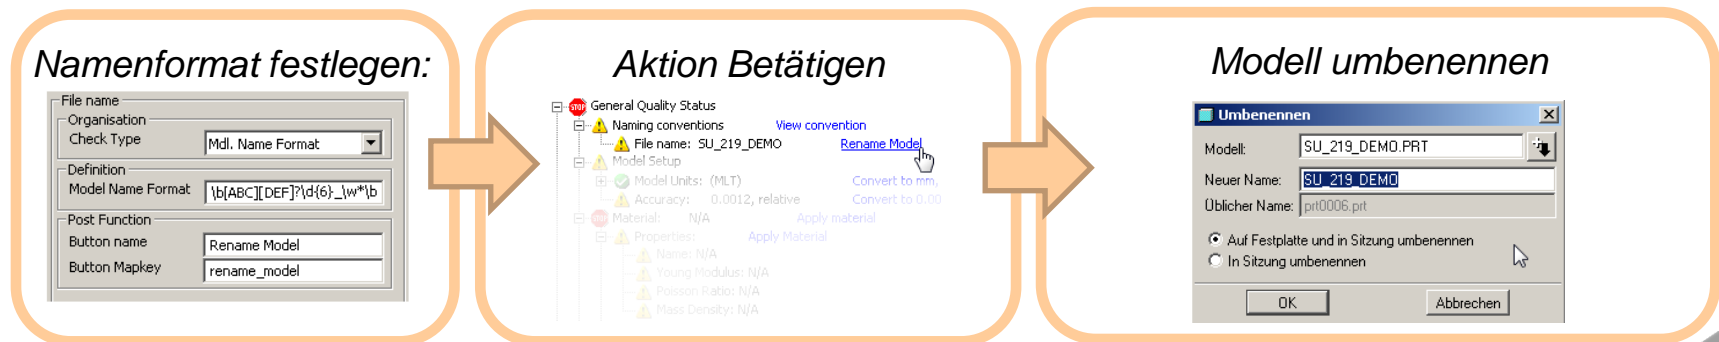 Namenformat festlegen:
File name
Organisation
Check Type Mdl. Name Format
Definition
Model Name Format \b[ABC][DEF]?\d{6}_\w*\b
Post Function
Button name Rename Model
Button Mapkey rename_model
Aktion Betätigen
STOP General Quality Status
Naming conventions View convention
File name: SU_219_DEMO Rename Model
Model Setup
Model Units: (MLT) Convert to mm,
Accuracy: 0.0012, relative Convert to 0.00
STOP Material: N/A Apply material
Properties: Apply Material
Name: N/A
Young Modulus: N/A
Poisson Ratio: N/A
Mass Density: N/A
Modell umbenennen
Umbenennen
Modell: SU_219_DEMO.PRT
Neuer Name: SU_219_DEMO
Üblicher Name: prt0006.prt
Auf Festplatte und in Sitzung umbenennen
In Sitzung umbenennen
OK Abbrechen